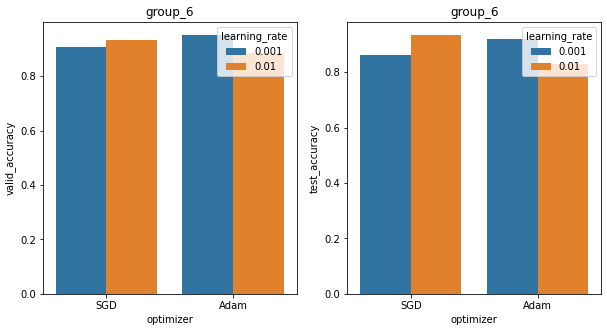 group_6
learning_rate
0.001
0.01
valid_accuracy
0.8
0.6
0.4
0.2
0.0
SGD
Adam
optimizer
group_6
learning_rate
0.001
0.01
test_accuracy
0.8
0.6
0.4
0.2
0.0
SGD
Adam
optimizer